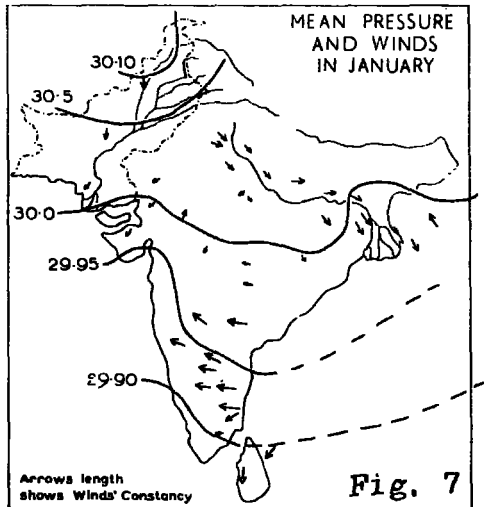 MEAN PRESSURE
AND WINDS
IN JANUARY
30·10
30·5
30·0
29·95
£9·90
Arrows length
shows Winds' Constancy
Fig. 7